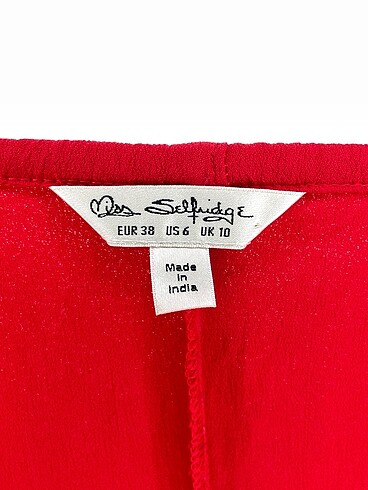 Miss Selfridge
EUR 38 US 6 UK 10
Made
in
India